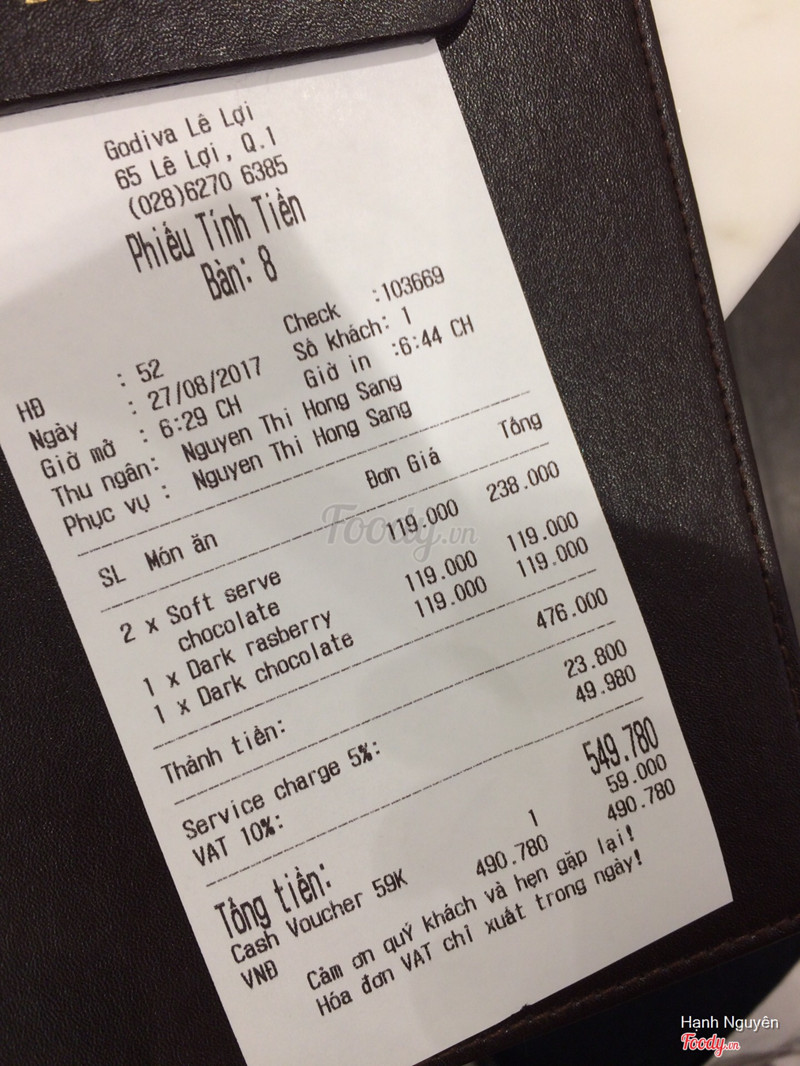 Godiva Lê Lợi
65 Lê Lợi, Q.1
(028)6270 6385
Phiếu Tính Tiền
Bàn: 8
Check :103669
HĐ : 52 Số khách: 1
Ngày : 27/08/2017 Giờ in :6:44 CH
Giờ mở : 6:29 CH
Thu ngân: Nguyen Thi Hong Sang
Phục vụ : Nguyen Thi Hong Sang
SL Món ăn Đơn Giá Tổng
2 x Soft serve 119.000 238.000
chocolate
1 x Dark rasberry 119.000 119.000
1 x Dark chocolate 119.000 119.000
Thành tiền: 476.000
Service charge 5%: 23.800
VAT 10%: 49.980
Tổng tiền: 549.780
Cash Voucher 59K 1 59.000
VNĐ 490.780 490.780
Cảm ơn quý khách và hẹn gặp lại!
Hóa đơn VAT chỉ xuất trong ngày!
Foody.vn
Hạnh Nguyên
Foody.vn